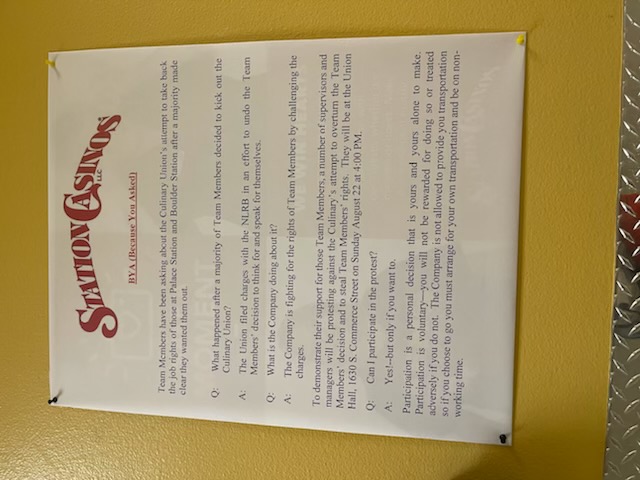 STATION CASINOS
LLC
BYA (Because You Asked)
Team Members have been asking about the Culinary Union's attempt to take back
the job rights of those at Palace Station and Boulder Station after a majority made
clear they wanted them out.
Q: What happened after a majority of Team Members decided to kick out the
Culinary Union?
A: The Union filed charges with the NLRB in an effort to undo the Team
Members' decision to think for and speak for themselves.
Q: What is the Company doing about it?
A: The Company is fighting for the rights of Team Members by challenging the
charges.
To demonstrate their support for those Team Members, a number of supervisors and
managers will be protesting against the Culinary's attempt to overturn the Team
Members' decision and to steal Team Members' rights. They will be at the Union
Hall, 1630 S. Commerce Street on Sunday August 22 at 4:00 PM.
Q: Can I participate in the protest?
A: Yes!--but only if you want to.
Participation is a personal decision that is yours and yours alone to make.
Participation is voluntary—you will not be rewarded for doing so or treated
adversely if you do not. The Company is not allowed to provide you transportation
so if you choose to go you must arrange for your own transportation and be on non-
working time.